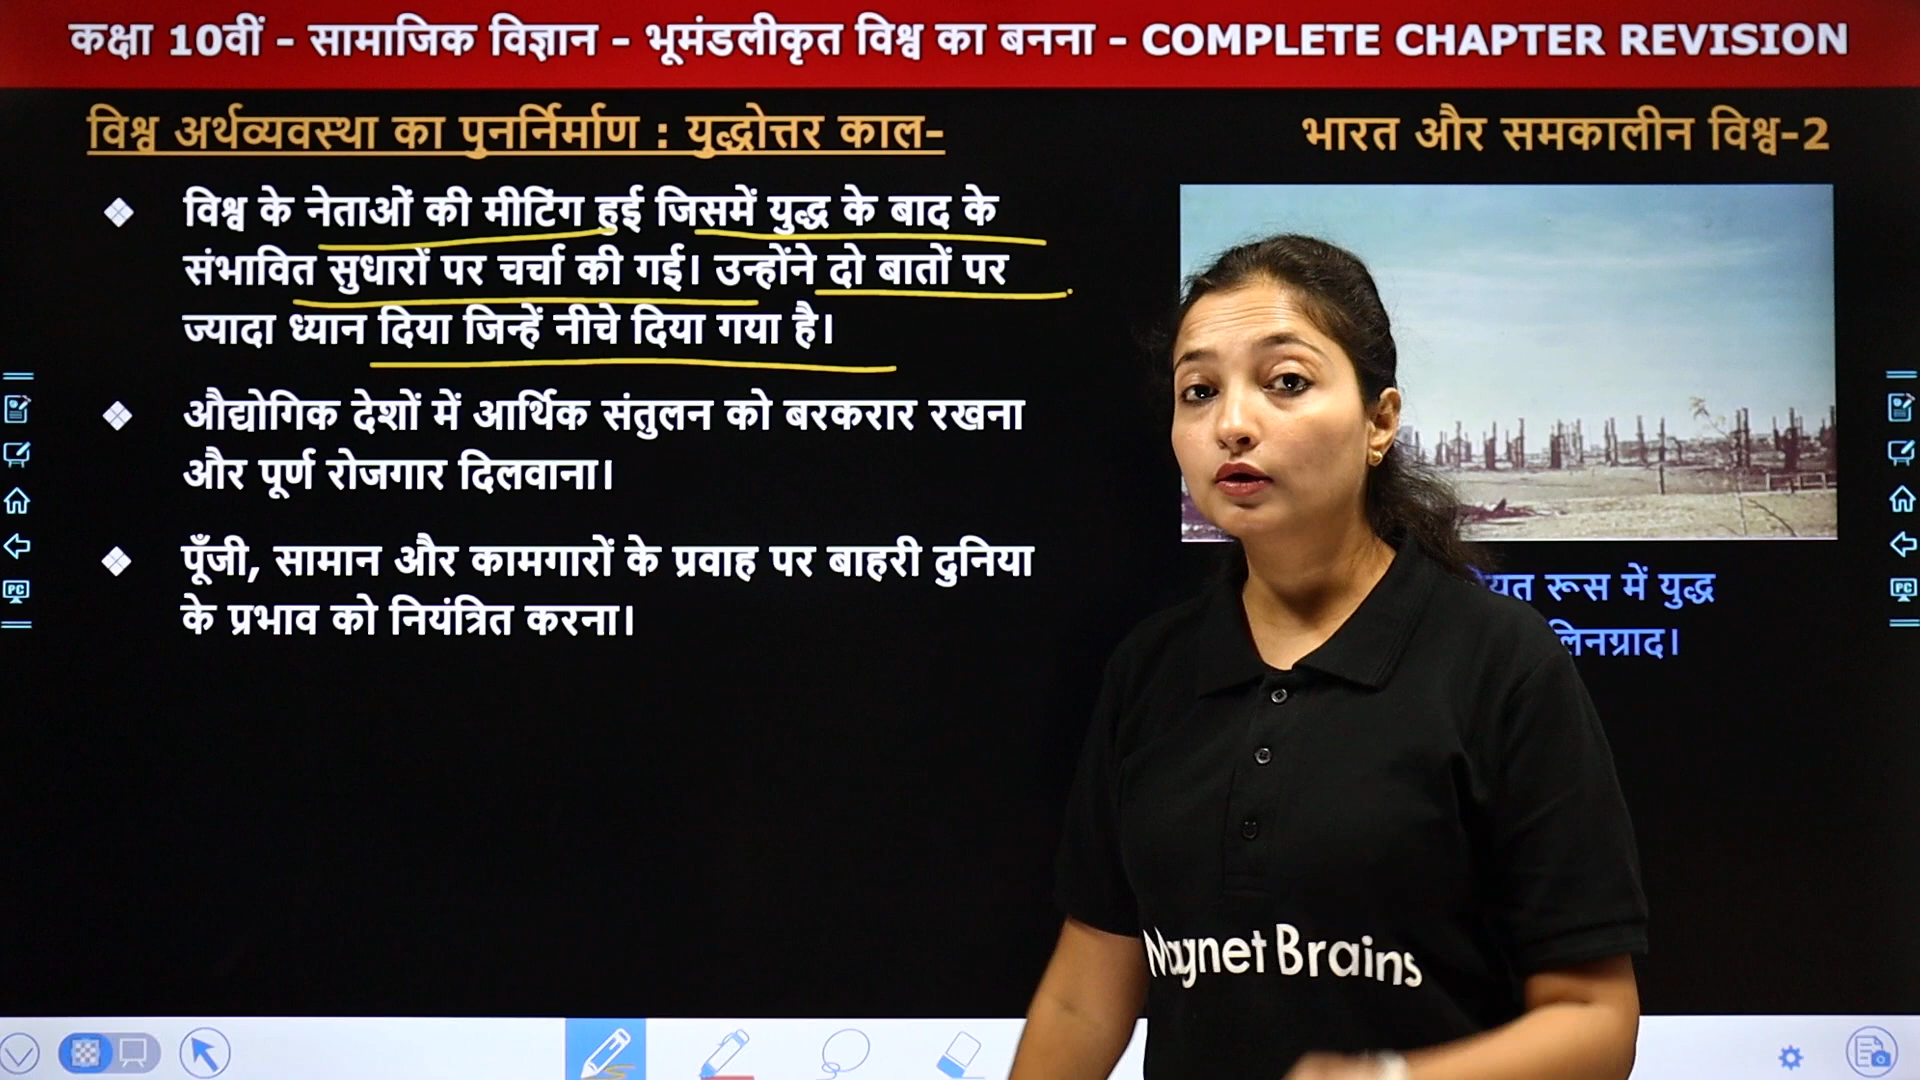 कक्षा 10वीं - सामाजिक विज्ञान - भूमंडलीकृत विश्व का बनना - COMPLETE CHAPTER REVISION
विश्व अर्थव्यवस्था का पुनर्निर्माण : युद्धोत्तर काल-
भारत और समकालीन विश्व-2
❖ विश्व के नेताओं की मीटिंग हुई जिसमें युद्ध के बाद के
संभावित सुधारों पर चर्चा की गई। उन्होंने दो बातों पर
ज्यादा ध्यान दिया जिन्हें नीचे दिया गया है।
❖ औद्योगिक देशों में आर्थिक संतुलन को बरकरार रखना
और पूर्ण रोजगार दिलवाना।
❖ पूँजी, सामान और कामगारों के प्रवाह पर बाहरी दुनिया
के प्रभाव को नियंत्रित करना।
रूस में युद्ध
Magnet Brains
PC
PC